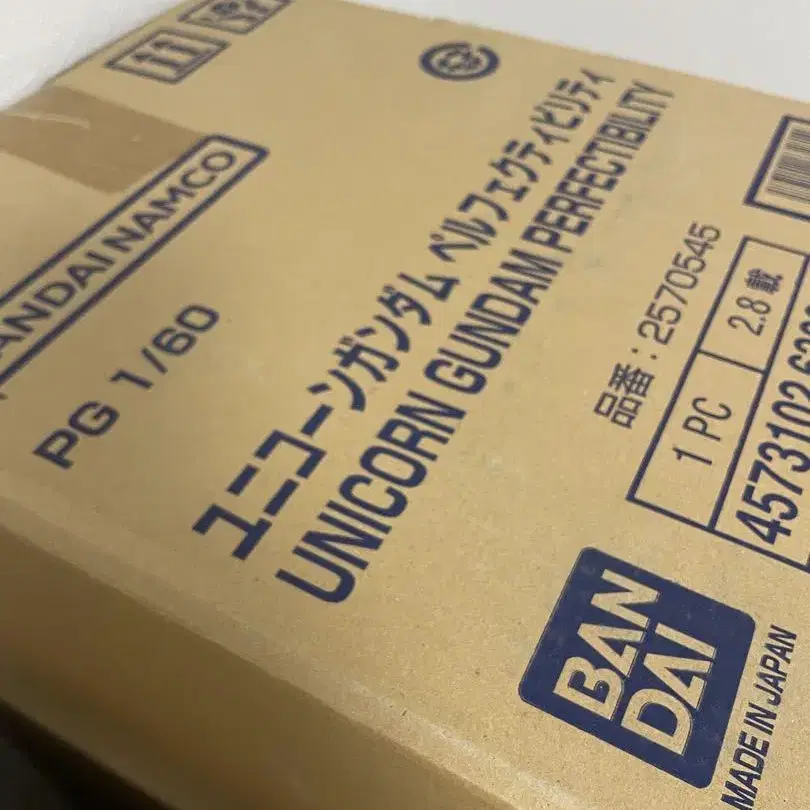 BANDAI NAMCO
PG 1/60
ユニコーンガンダム ペルフェクティビリティ
UNICORN GUNDAM PERFECTIBILITY
品番:2570545
1 PC
2.8 載
4573102
BAN
DAI
MADE IN JAPAN